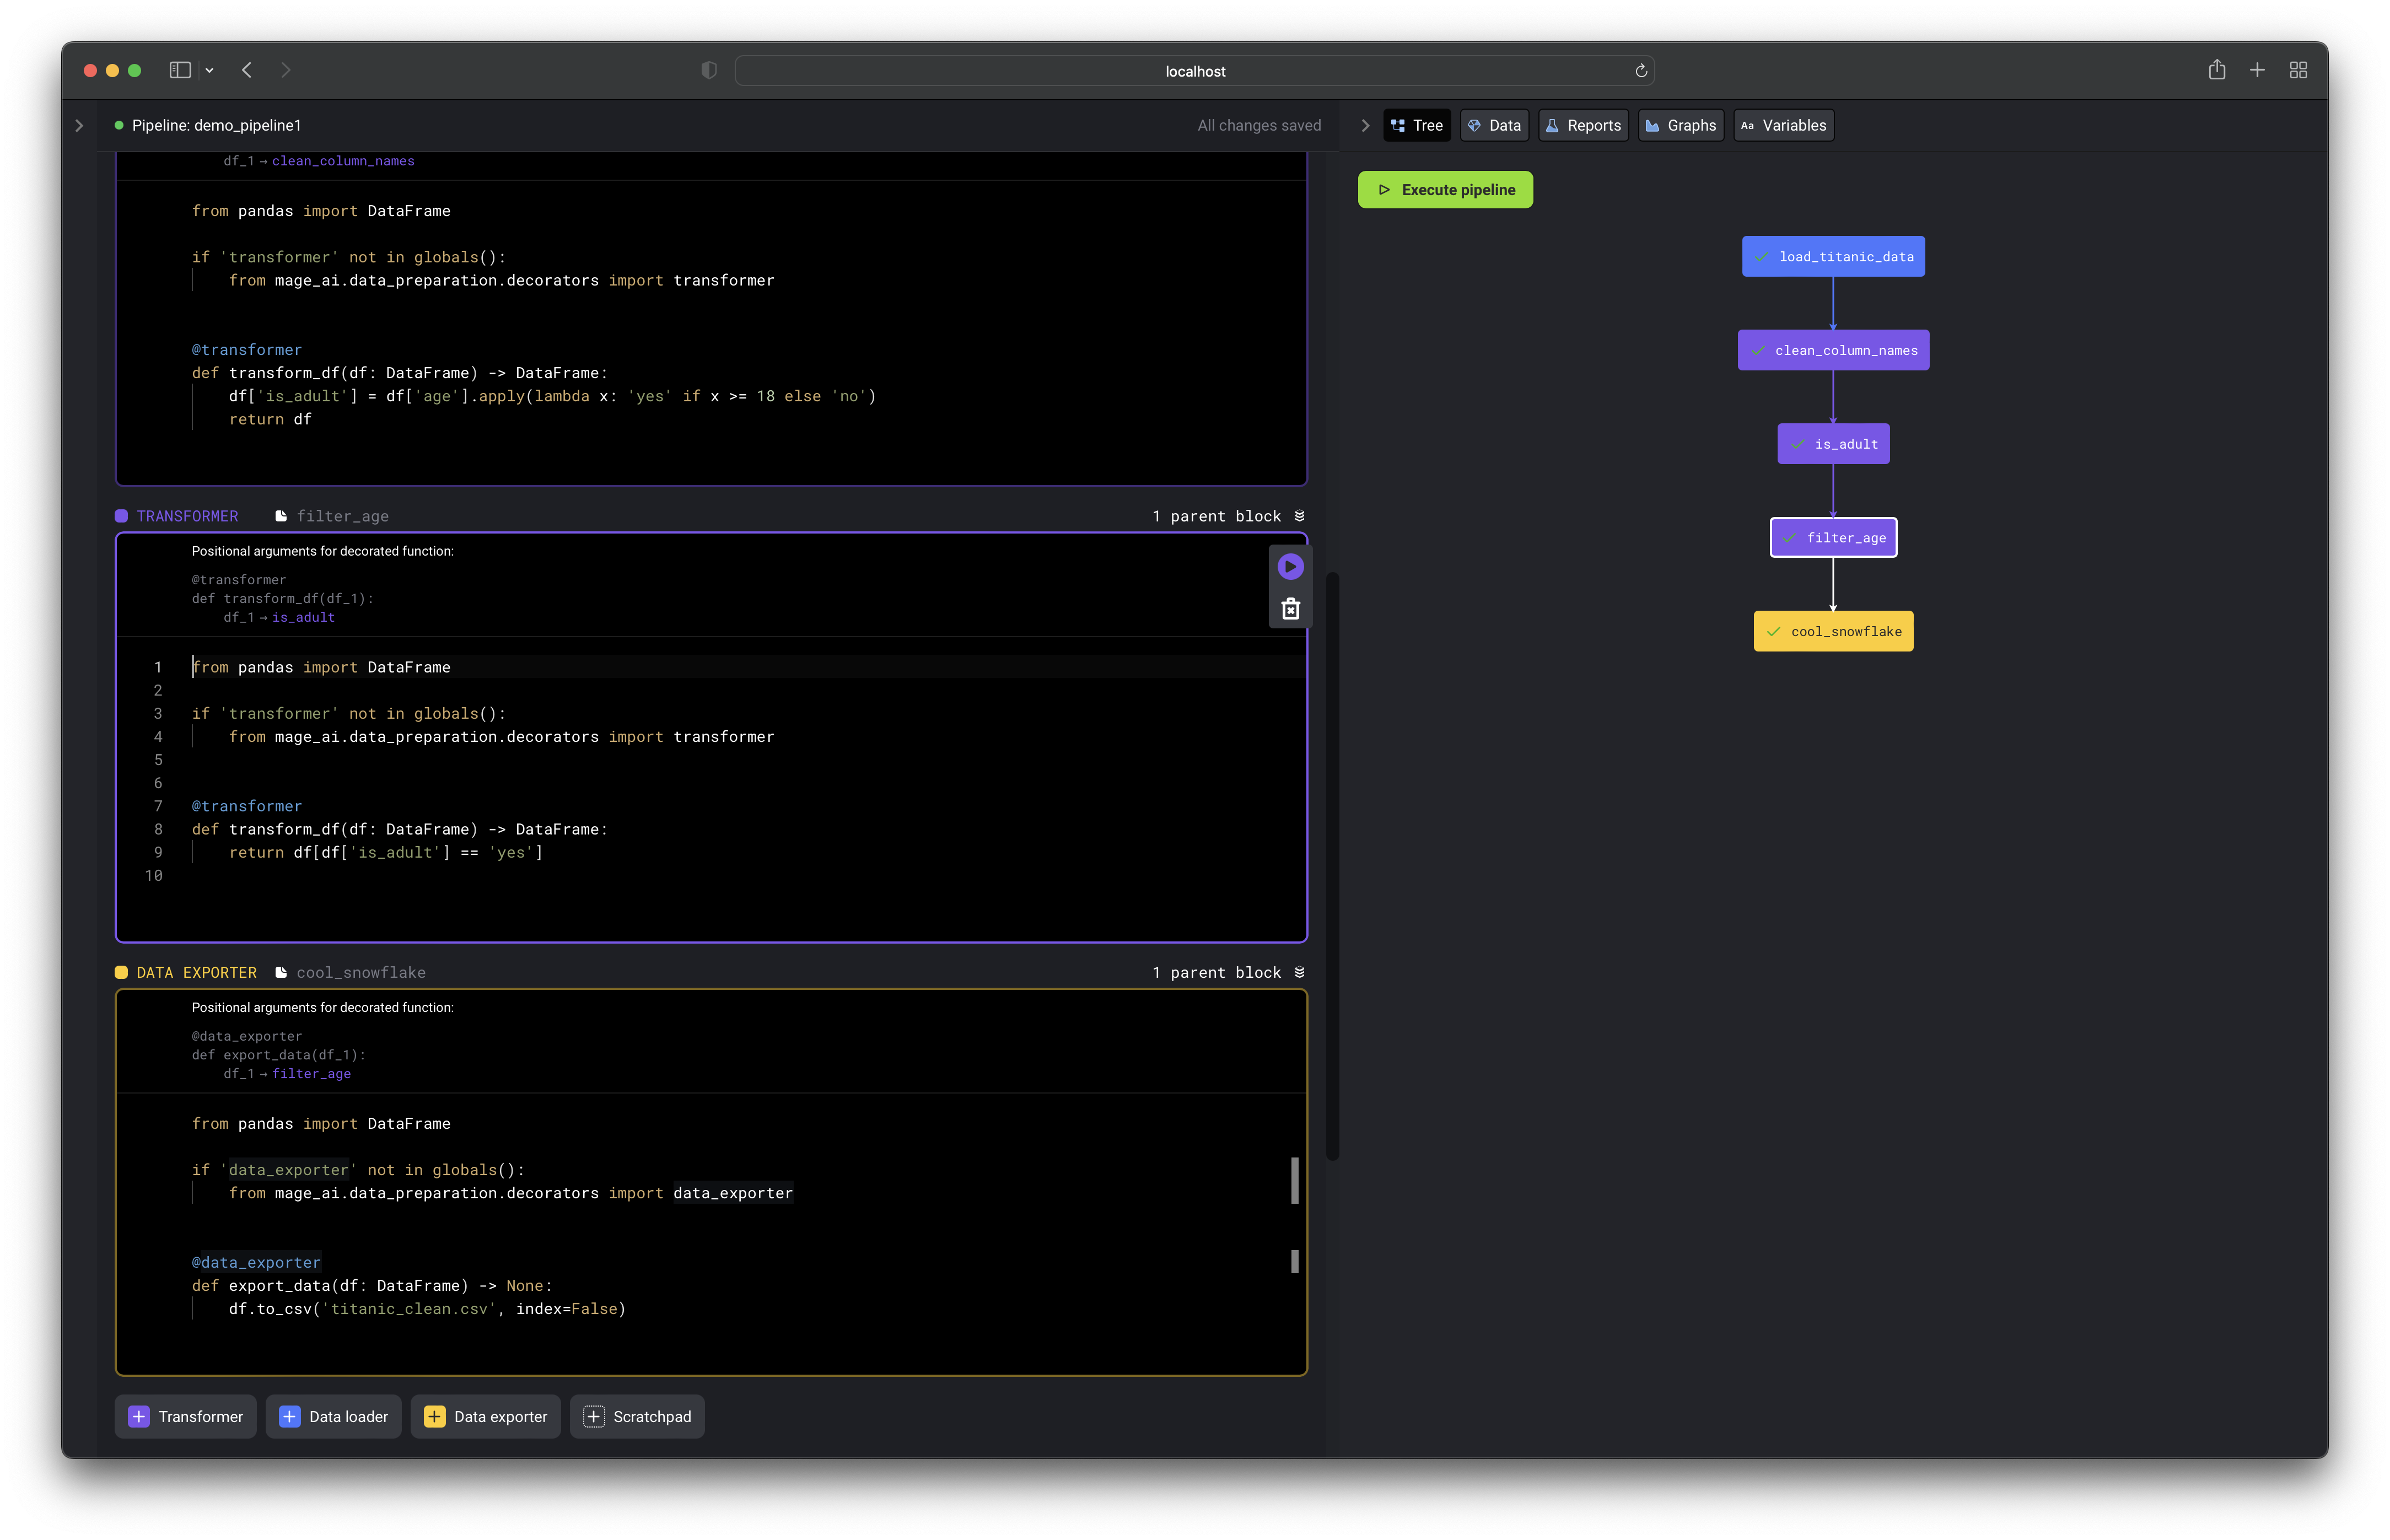 localhost
Pipeline: demo_pipeline1
All changes saved
Tree
Data
Reports
Graphs
Aa Variables
df_1 → clean_column_names
from pandas import DataFrame
if 'transformer' not in globals():
from mage_ai.data_preparation.decorators import transformer
@transformer
def transform_df(df: DataFrame) -> DataFrame:
df['is_adult'] = df['age'].apply(lambda x: 'yes' if x >= 18 else 'no')
return df
TRANSFORMER filter_age 1 parent block
Positional arguments for decorated function:
@transformer
def transform_df(df_1):
df_1 → is_adult
1 from pandas import DataFrame
2
3 if 'transformer' not in globals():
4 from mage_ai.data_preparation.decorators import transformer
5
6
7 @transformer
8 def transform_df(df: DataFrame) -> DataFrame:
9 return df[df['is_adult'] == 'yes']
10
DATA EXPORTER cool_snowflake 1 parent block
Positional arguments for decorated function:
@data_exporter
def export_data(df_1):
df_1 → filter_age
from pandas import DataFrame
if 'data_exporter' not in globals():
from mage_ai.data_preparation.decorators import data_exporter
@data_exporter
def export_data(df: DataFrame) -> None:
df.to_csv('titanic_clean.csv', index=False)
Transformer
Data loader
Data exporter
Scratchpad
Execute pipeline
load_titanic_data
clean_column_names
is_adult
filter_age
cool_snowflake